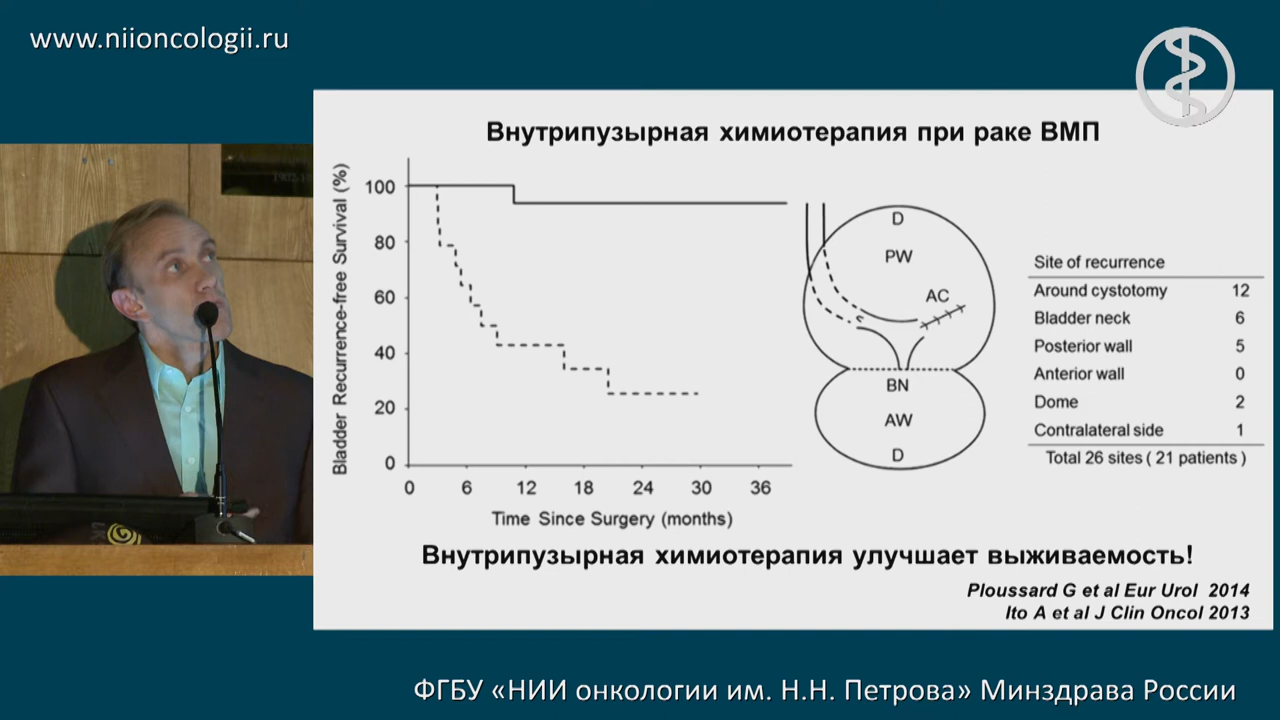 www.niioncologii.ru
Внутрипузырная химиотерапия при раке ВМП
Bladder Recurrence-free Survival (%)
100
80
60
40
20
0
0 6 12 18 24 30 36
Time Since Surgery (months)
D
PW
AC
BN
AW
D
Site of recurrence
Around cystotomy 12
Bladder neck 6
Posterior wall 5
Anterior wall 0
Dome 2
Contralateral side 1
Total 26 sites ( 21 patients )
Внутрипузырная химиотерапия улучшает выживаемость!
Ploussard G et al Eur Urol 2014
Ito A et al J Clin Oncol 2013
ФГБУ «НИИ онкологии им. Н.Н. Петрова» Минздрава России